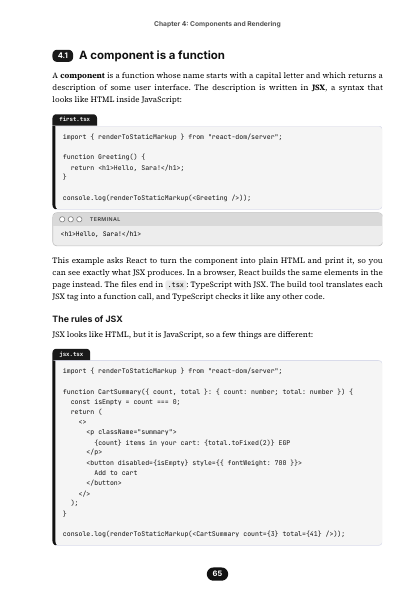 Chapter 4: Components and Rendering
4.1 A component is a function
A component is a function whose name starts with a capital letter and which returns a
description of some user interface. The description is written in JSX, a syntax that
looks like HTML inside JavaScript:
first.tsx
import { renderToStaticMarkup } from "react-dom/server";
function Greeting() {
  return <h1>Hello, Sara!</h1>;
}
console.log(renderToStaticMarkup(<Greeting />));
TERMINAL
<h1>Hello, Sara!</h1>
This example asks React to turn the component into plain HTML and print it, so you
can see exactly what JSX produces. In a browser, React builds the same elements in the
page instead. The files end in .tsx: TypeScript with JSX. The build tool translates each
JSX tag into a function call, and TypeScript checks it like any other code.
The rules of JSX
JSX looks like HTML, but it is JavaScript, so a few things are different:
jsx.tsx
import { renderToStaticMarkup } from "react-dom/server";
function CartSummary({ count, total }: { count: number; total: number }) {
  const isEmpty = count === 0;
  return (
    <>
      <p className="summary">
        {count} items in your cart: {total.toFixed(2)} EGP
      </p>
      <button disabled={isEmpty} style={{ fontWeight: 700 }}>
        Add to cart
      </button>
    </>
  );
}
console.log(renderToStaticMarkup(<CartSummary count={3} total={41} />));
65